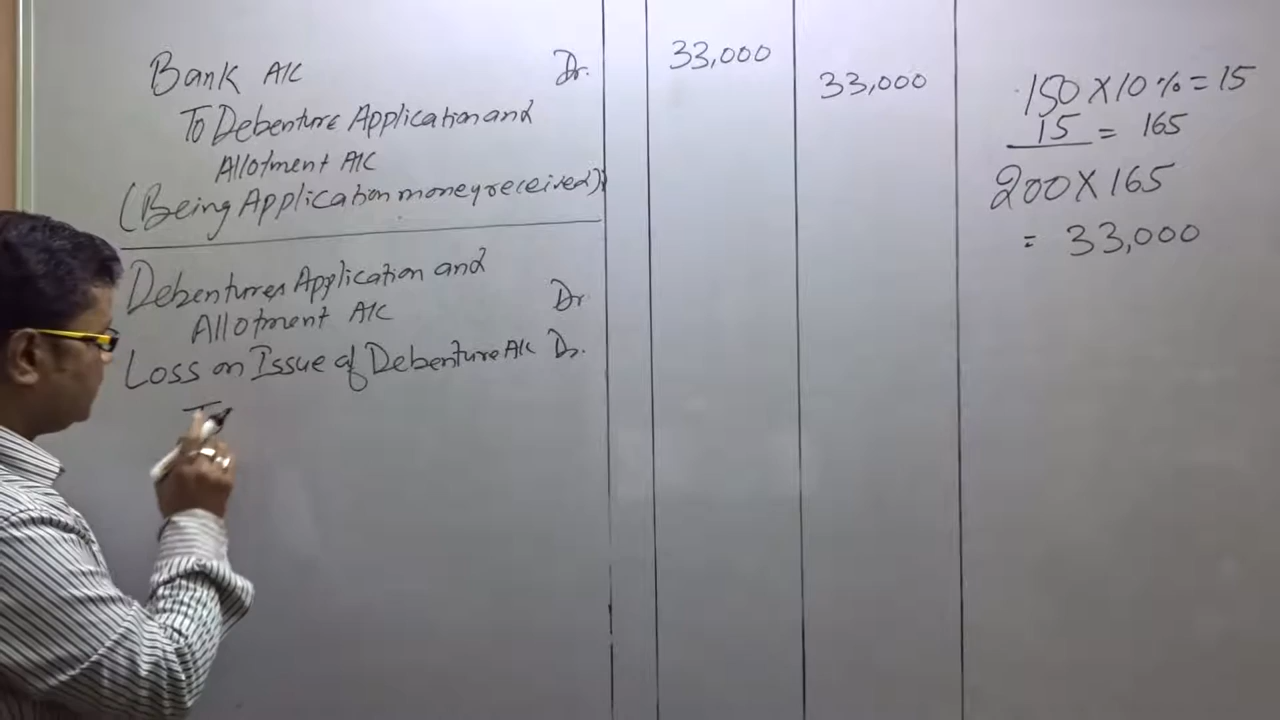 Bank A/C Dr. 33,000
33,000
To Debenture Application and
Allotment A/C
(Being Application money received)
Debentures Application and
Allotment A/C Dr
Loss on Issue of Debenture A/C Dr.
T
150 X 10% = 15
15 = 165
200 X 165
= 33,000